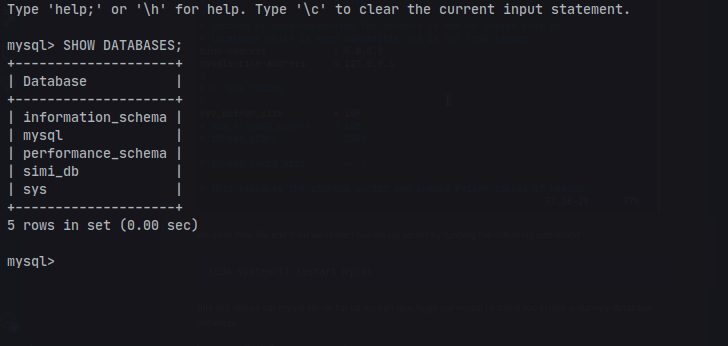 Type 'help;' or '\h' for help. Type '\c' to clear the current input statement.
mysql> SHOW DATABASES;
+--------------------+
| Database           |
+--------------------+
| information_schema |
| mysql              |
| performance_schema |
| simi_db            |
| sys                |
+--------------------+
5 rows in set (0.00 sec)
mysql>